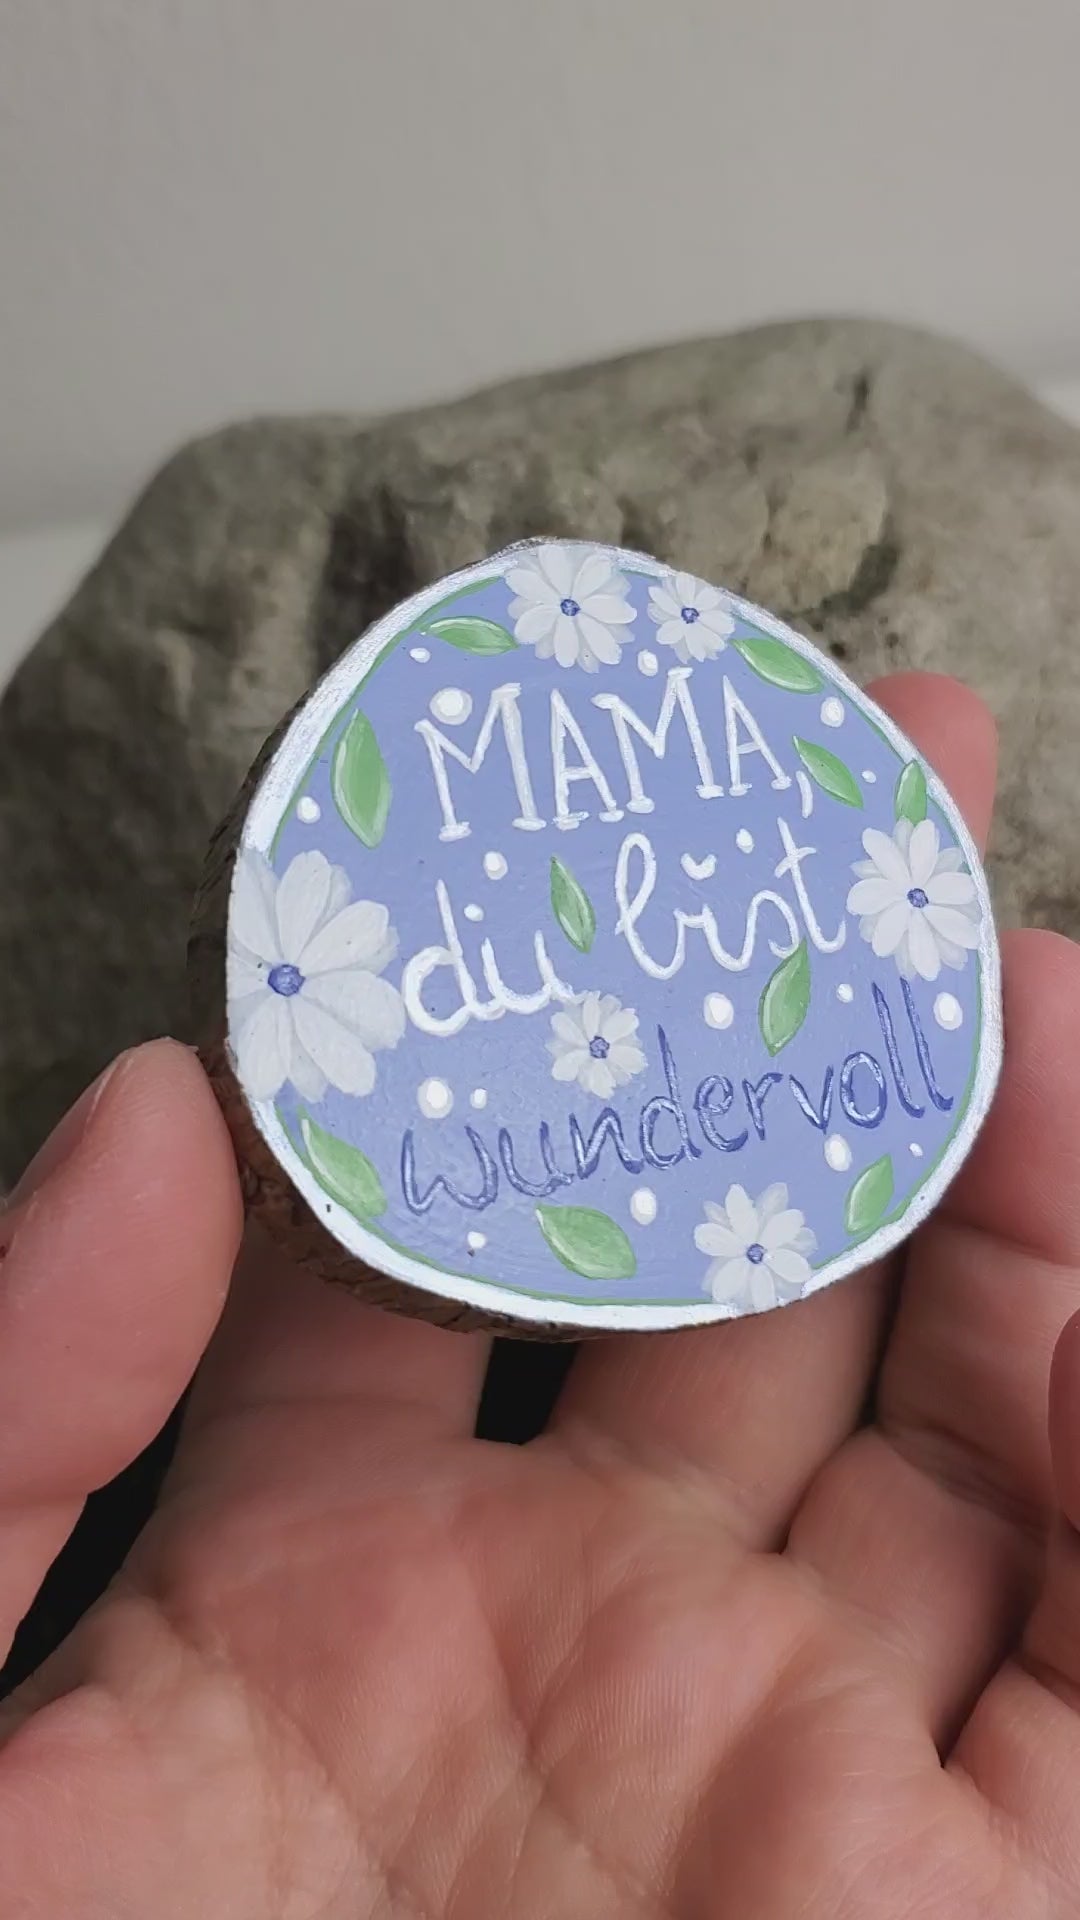 MAMA,
du bist
wundervoll